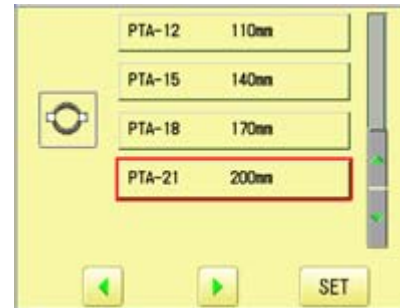 PTA-12 110mm
PTA-15 140mm
PTA-18 170mm
PTA-21 200mm
SET